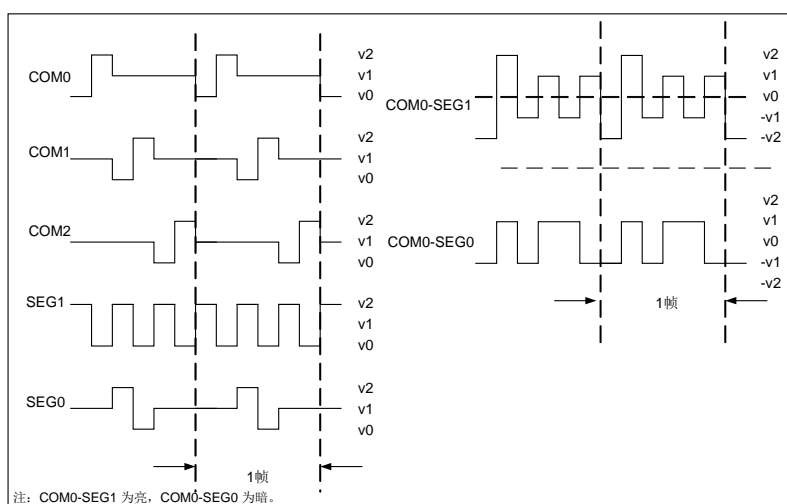 COM0
v2
v1
v0
COM1
v2
v1
v0
COM2
v2
v1
v0
SEG1
v2
v1
v0
SEG0
v2
v1
v0
1帧
COM0-SEG1
v2
v1
v0
-v1
-v2
COM0-SEG0
v2
v1
v0
-v1
-v2
1帧
注：COM0-SEG1 为亮，COM0-SEG0 为暗。